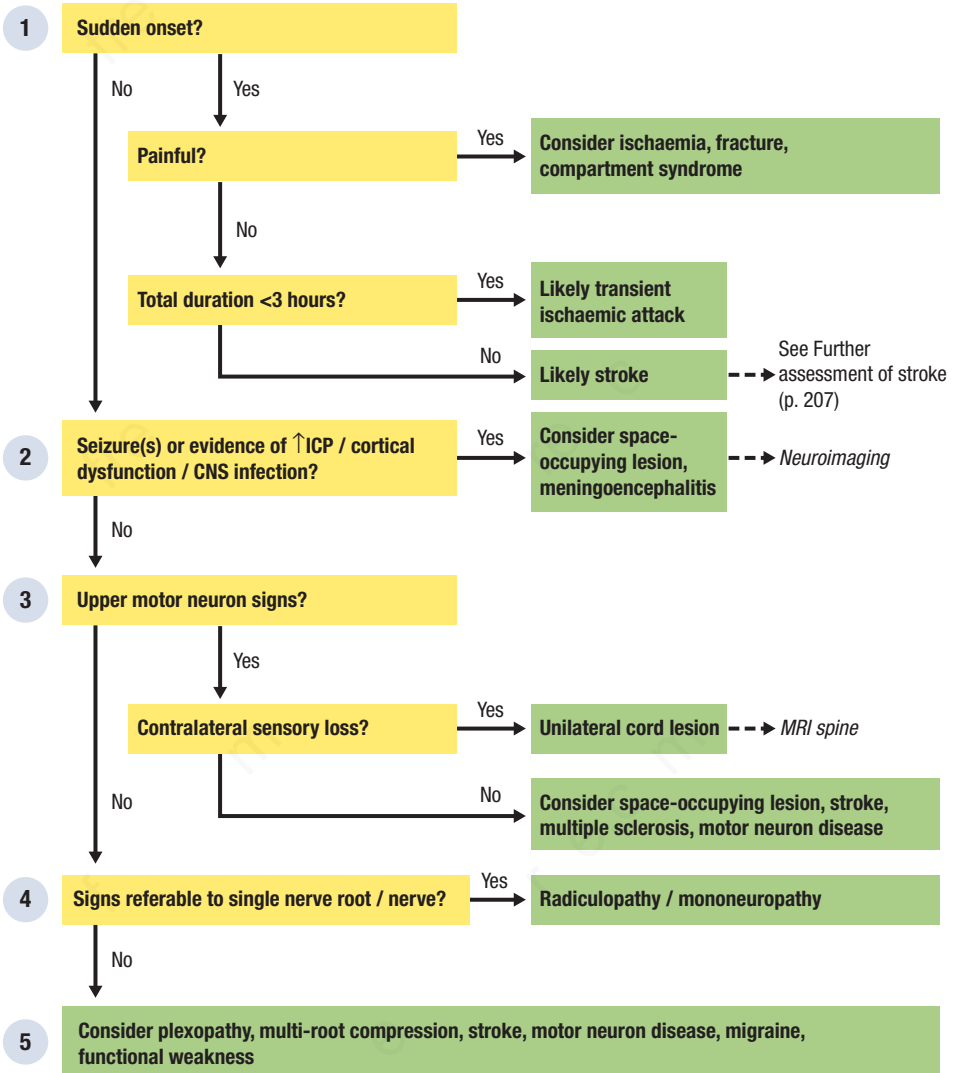 1
Sudden onset?
No
Yes
Painful?
Yes
Consider ischaemia, fracture,
compartment syndrome
No
Total duration <3 hours?
Yes
Likely transient
ischaemic attack
No
Likely stroke
See Further
assessment of stroke
(p. 207)
2
Seizure(s) or evidence of ↑ICP / cortical
dysfunction / CNS infection?
Yes
Consider space-
occupying lesion,
meningoencephalitis
Neuroimaging
No
3
Upper motor neuron signs?
Yes
Contralateral sensory loss?
Yes
Unilateral cord lesion
MRI spine
No
No
Consider space-occupying lesion, stroke,
multiple sclerosis, motor neuron disease
4
Signs referable to single nerve root / nerve?
Yes
Radiculopathy / mononeuropathy
No
5
Consider plexopathy, multi-root compression, stroke, motor neuron disease, migraine,
functional weakness